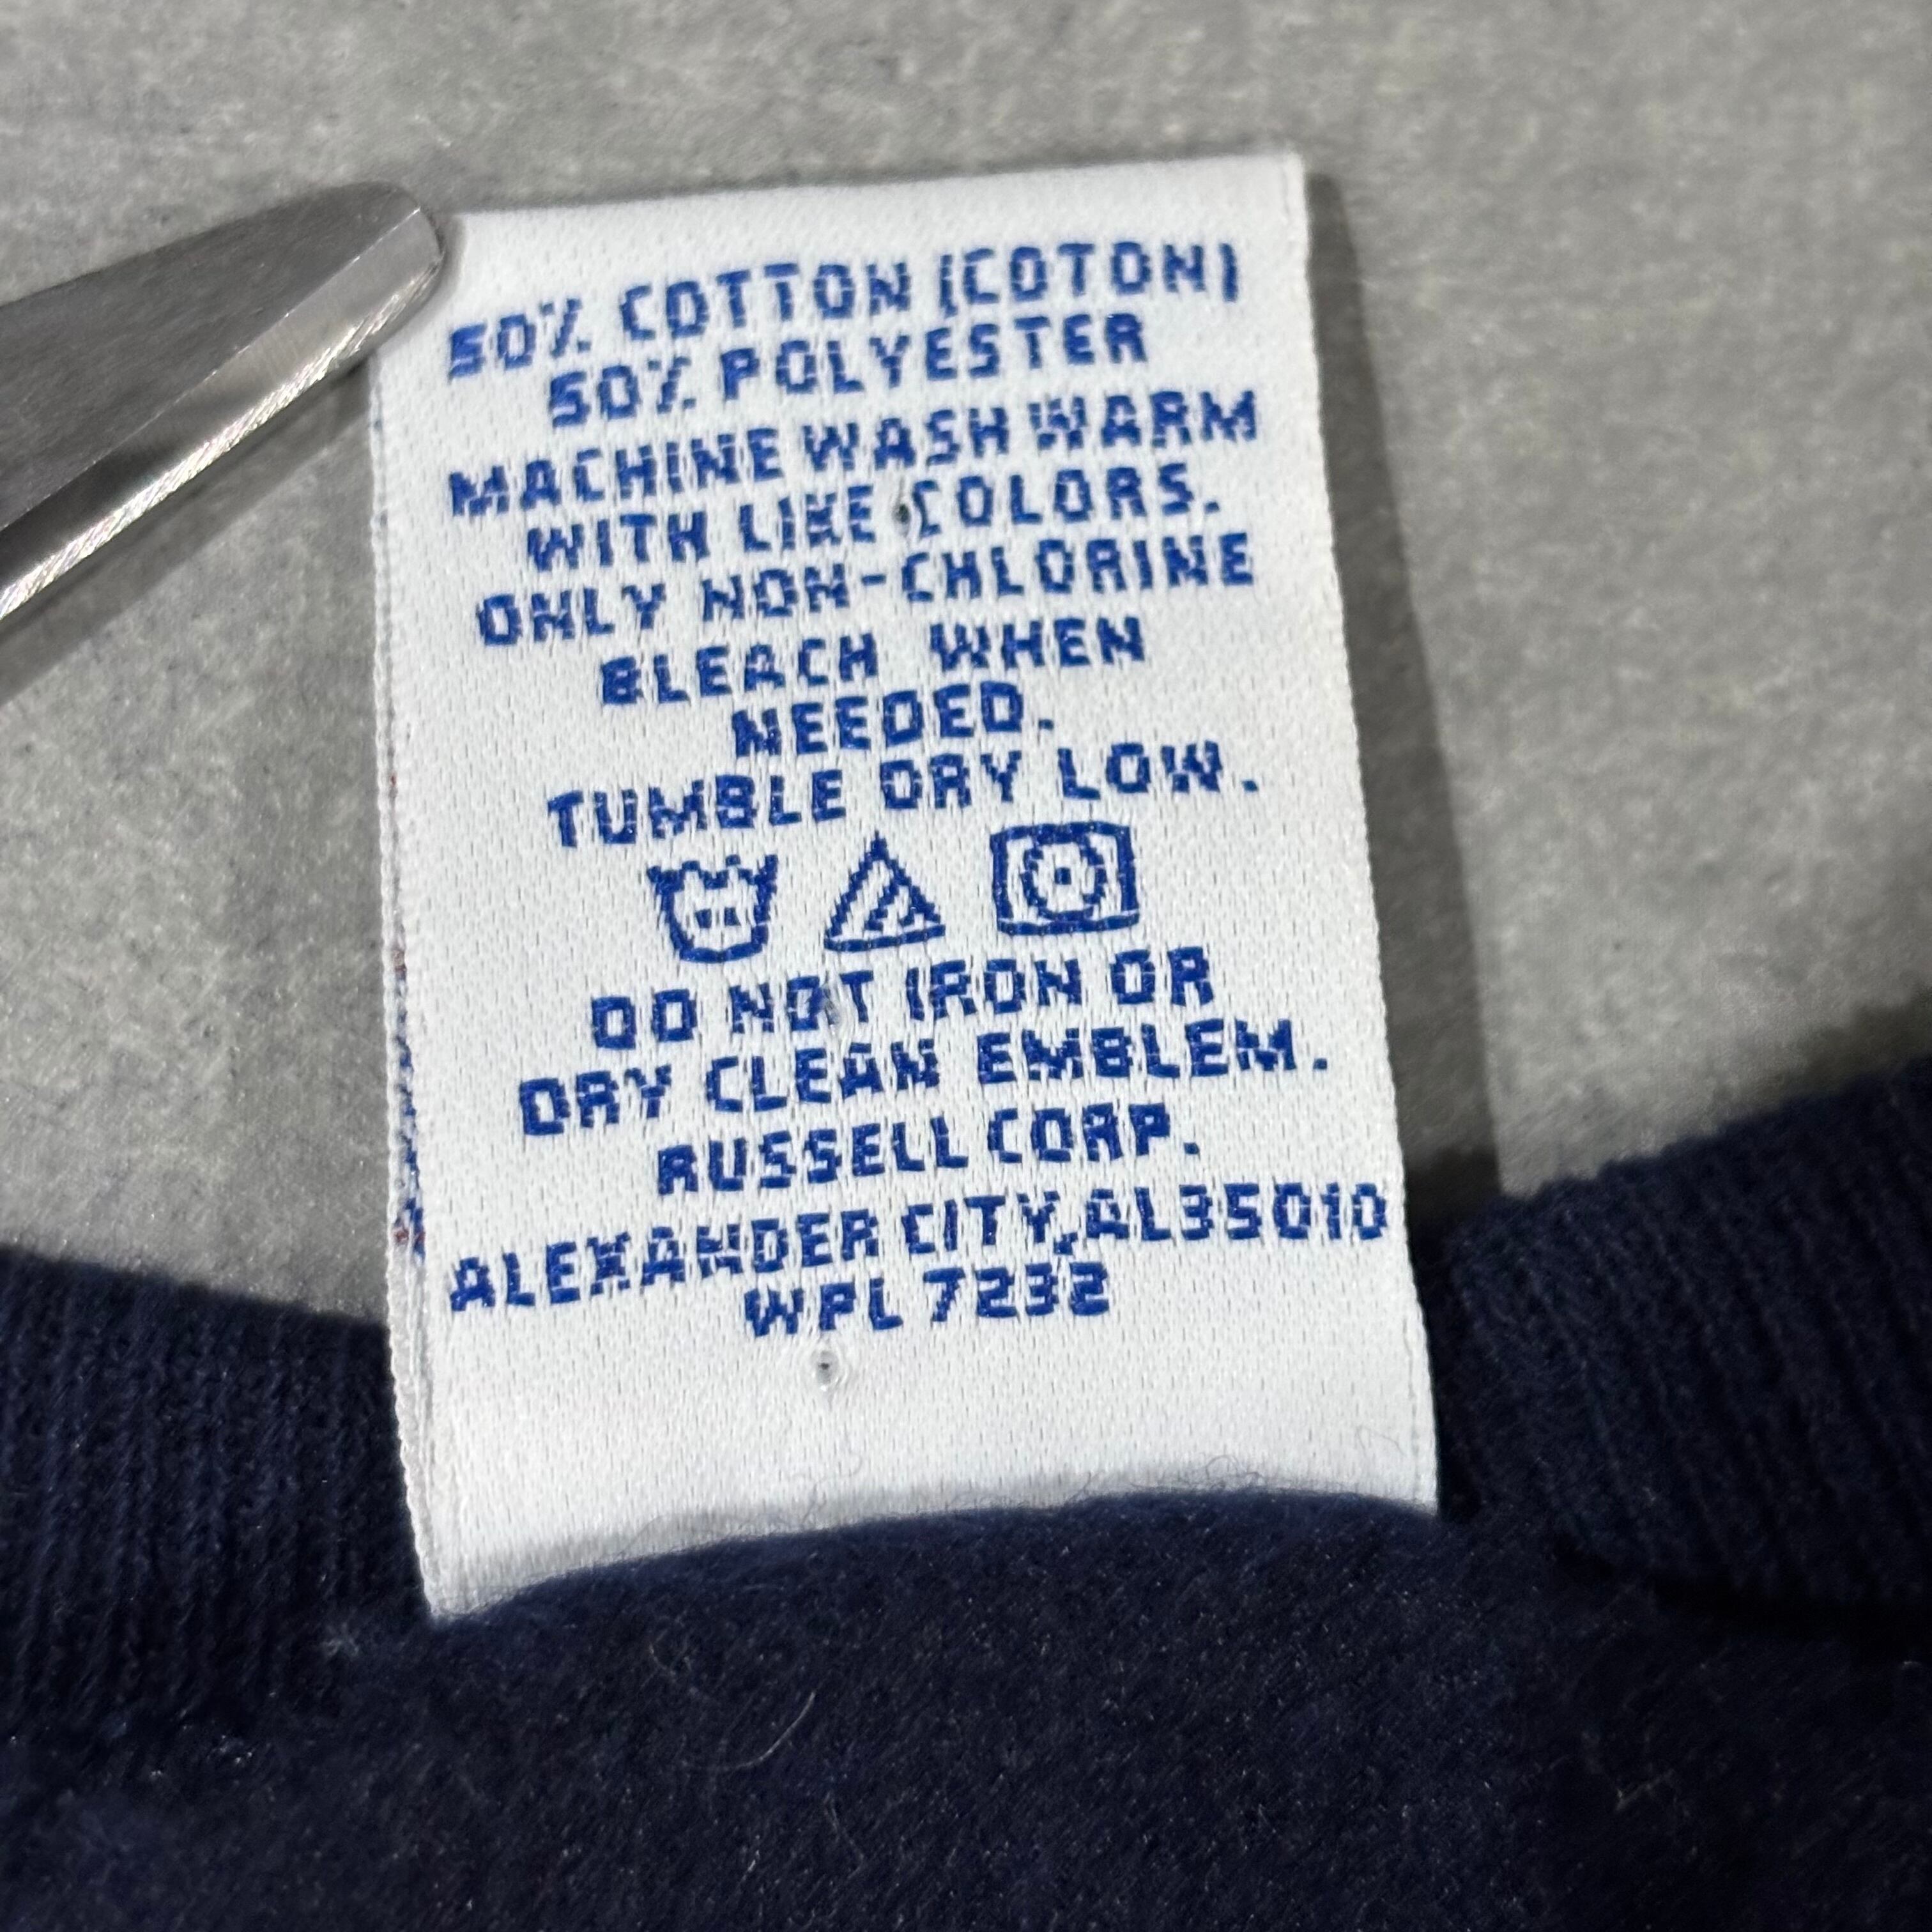 50% COTTON (COTON)
50% POLYESTER
MACHINE WASH WARM
WITH LIKE COLORS.
ONLY NON-CHLORINE
BLEACH WHEN
NEEDED.
TUMBLE DRY LOW.
DO NOT IRON OR
DRY CLEAN EMBLEM.
RUSSELL CORP.
ALEXANDER CITY, AL35010
WPL 7232